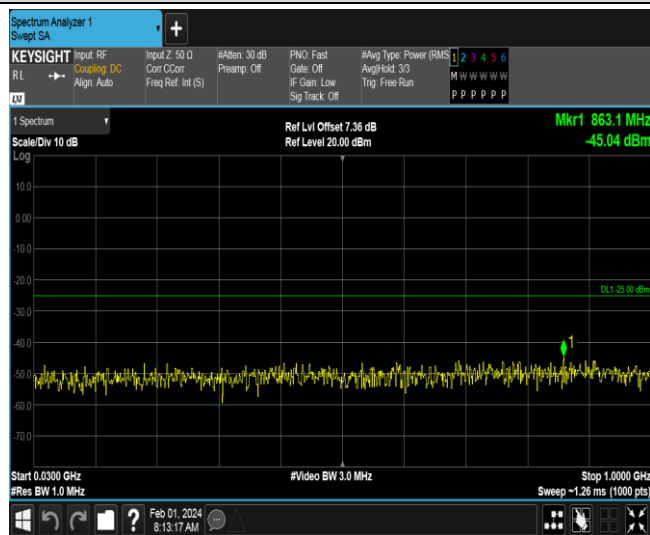 Spectrum Analyzer 1
Swept SA
+
KEYSIGHT
RL
LXI
Input: RF
Coupling: DC
Align: Auto
Input Z: 50 Ω
Corr CCorr
Freq Ref: Int (S)
#Atten: 30 dB
Preamp: Off
PNO: Fast
Gate: Off
IF Gain: Low
Sig Track: Off
#Avg Type: Power (RMS
Avg|Hold: 3/3
Trig: Free Run
1 2 3 4 5 6
M W W W W W
P P P P P P
1 Spectrum
Scale/Div 10 dB
Log
Ref Lvl Offset 7.36 dB
Ref Level 20.00 dBm
Mkr1 863.1 MHz
-45.04 dBm
10.0
0.00
-10.0
-20.0
DL1 -25.00 dBm
-30.0
-40.0
1
-50.0
-60.0
-70.0
Start 0.0300 GHz
#Video BW 3.0 MHz
Stop 1.0000 GHz
#Res BW 1.0 MHz
Sweep ~1.26 ms (1000 pts)
?
Feb 01, 2024
8:13:17 AM